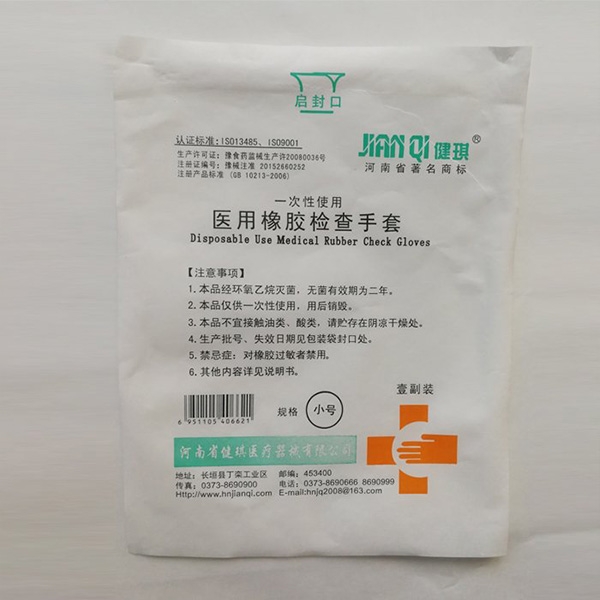 启封口
认证标准：ISO13485、ISO9001
生产许可证：豫食药监械生产许20080036号
注册证编号：豫械注准 20152660252
注册产品标准（GB 10213-2006)
JIAN QI 健琪®
河南省著名商标
一次性使用
医用橡胶检查手套
Disposable Use Medical Rubber Check Gloves
【注意事项】
1.本品经环氧乙烷灭菌，无菌有效期为二年。
2.本品仅供一次性使用，用后销毁。
3.本品不宜接触油类、酸类，请贮存在阴凉干燥处。
4.生产批号、失效日期见包装袋封口处。
5.禁忌症：对橡胶过敏者禁用。
6.其他内容详见说明书。
壹副装
规格 小号
6 951105 406621
河南省健琪医疗器械有限公司
地址：长垣县丁栾工业区 邮编：453400
传真：0373-8690900 电话：0373-8690666 8690999
Http://www.hnjianqi.com E-mail:hnjq2008@163.com